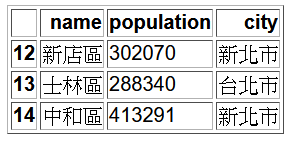 name population city
12 新店區 302070 新北市
13 士林區 288340 台北市
14 中和區 413291 新北市